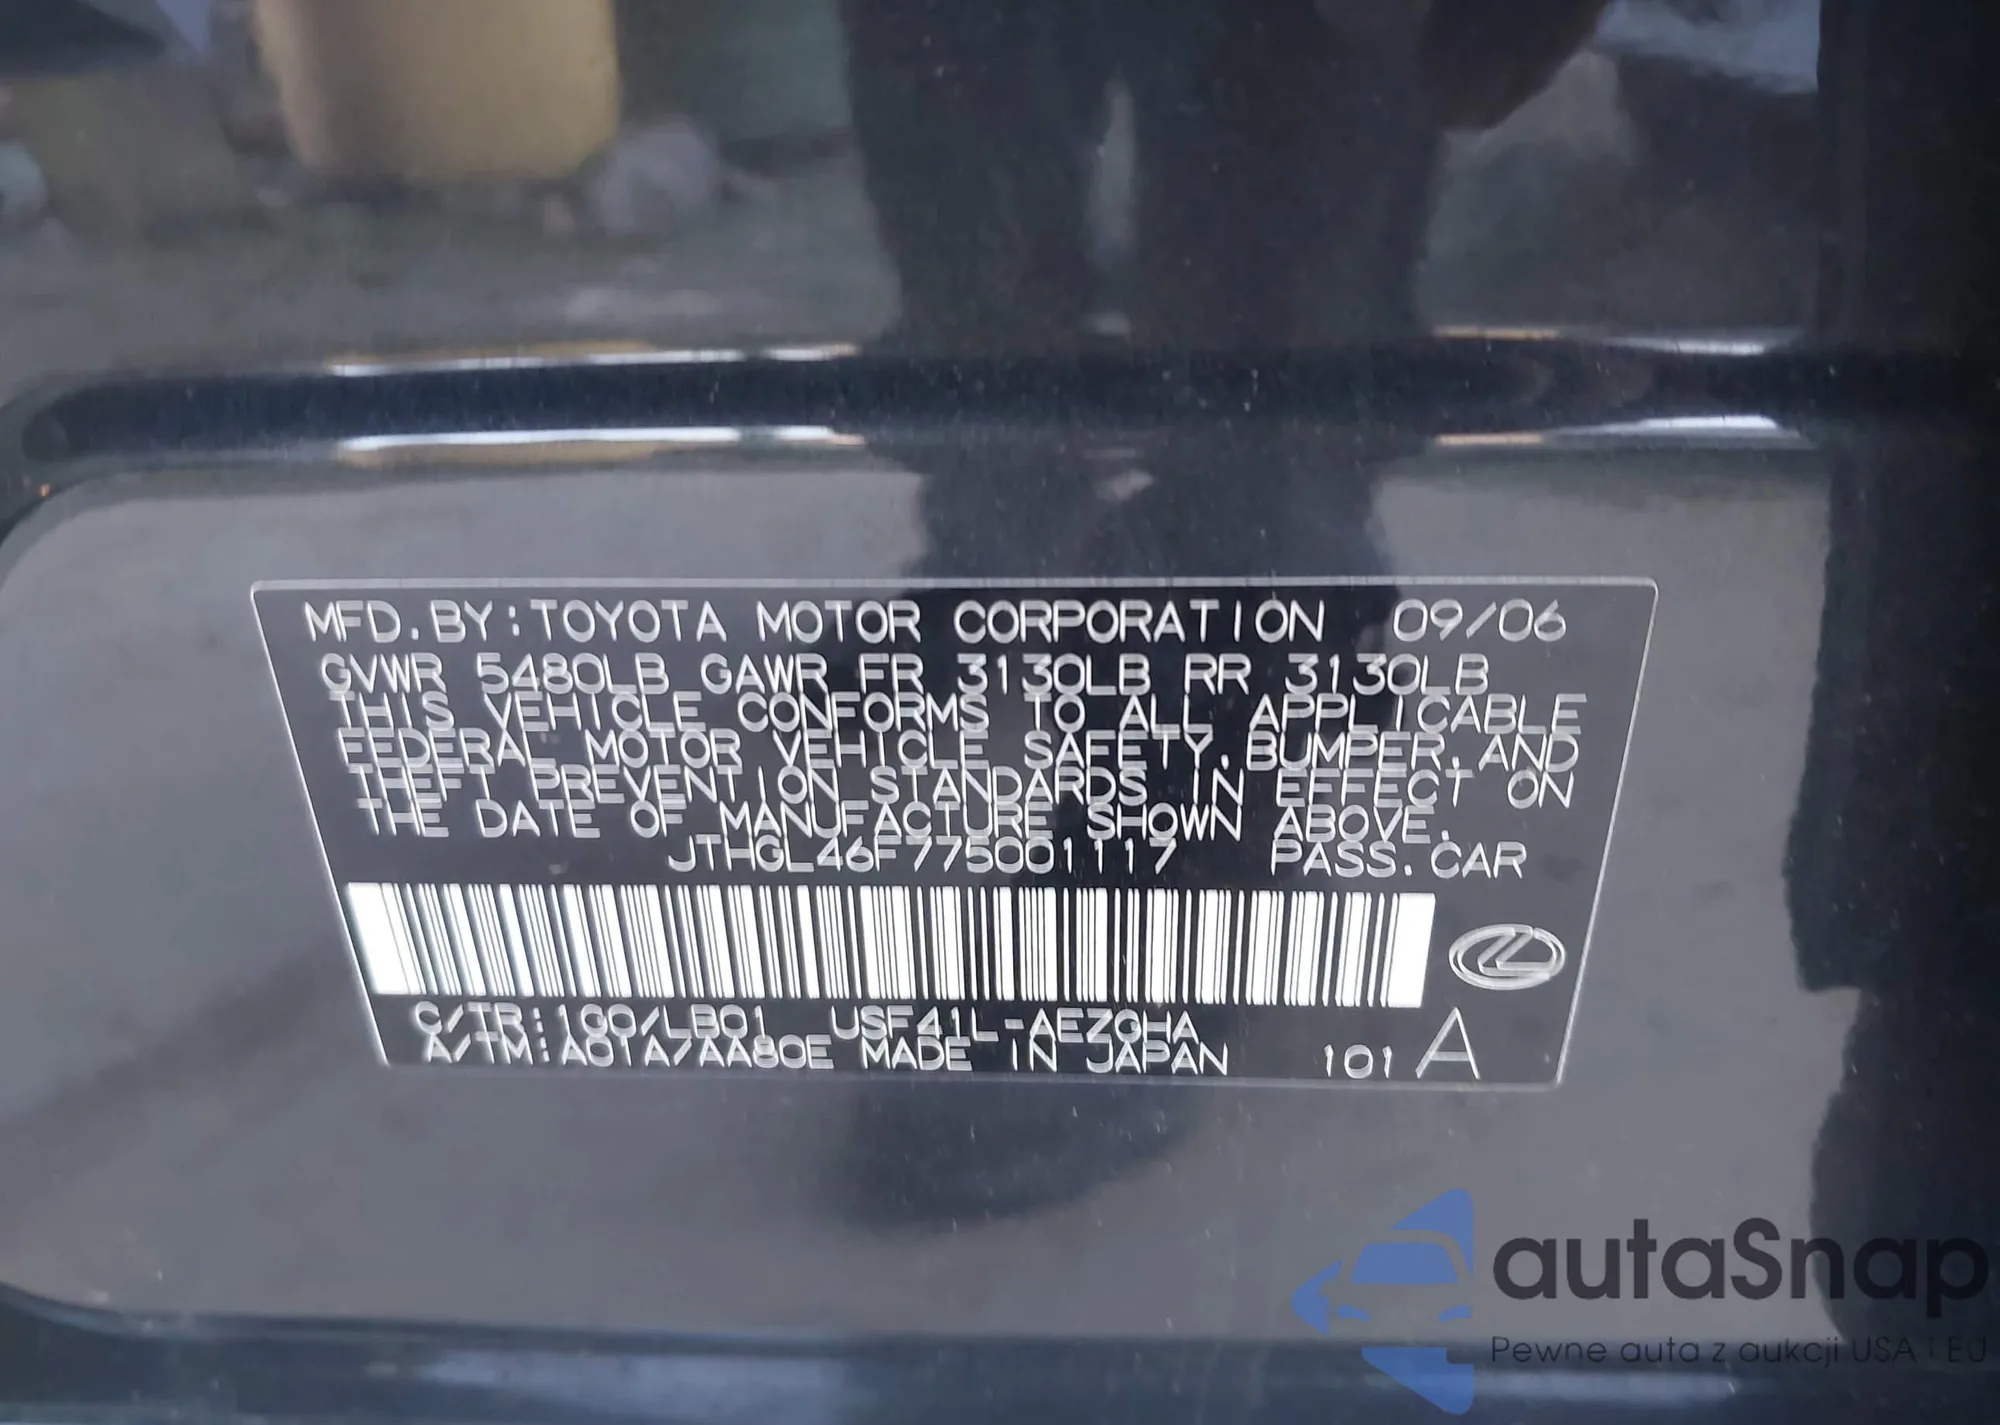 MFD. BY: TOYOTA MOTOR CORPORATION 09/06
GVWR 5480LB GAWR FR 3130LB RR 3130LB
THIS VEHICLE CONFORMS TO ALL APPLICABLE
FEDERAL MOTOR VEHICLE SAFETY, BUMPER, AND
THEFT PREVENTION STANDARDS IN EFFECT ON
THE DATE OF MANUFACTURE SHOWN ABOVE.
JTHGL46F775001117 PASS. CAR
C/TR: 1G0/LB01 USF41L-AEZGHA
A/TM: A01A/AA80E MADE IN JAPAN 101 A
autaSnap
Pewne auta z aukcji USA i EU